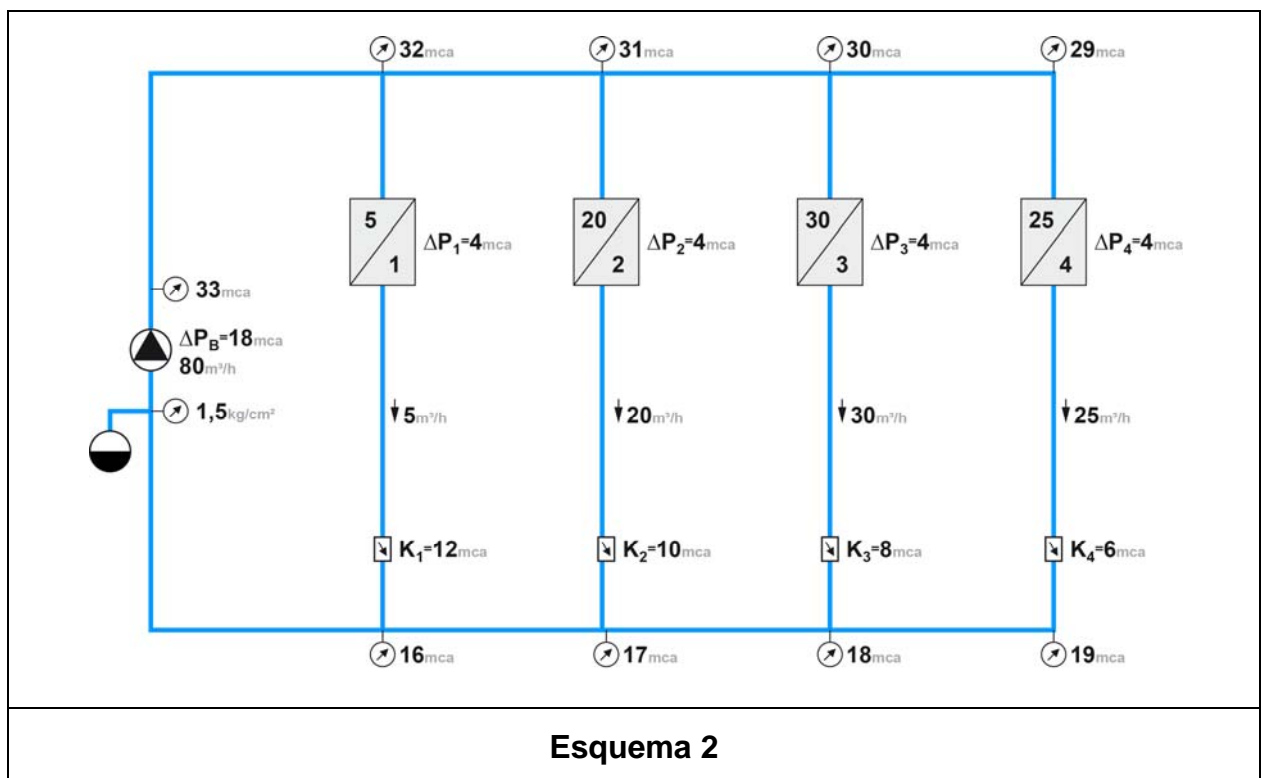 32mca 31mca 30mca 29mca
5 20 30 25
ΔP₁=4mca ΔP₂=4mca ΔP₃=4mca ΔP₄=4mca
1 2 3 4
33mca
ΔP_B=18mca
80m³/h
1,5kg/cm² 5m³/h 20m³/h 30m³/h 25m³/h
K₁=12mca K₂=10mca K₃=8mca K₄=6mca
16mca 17mca 18mca 19mca
Esquema 2